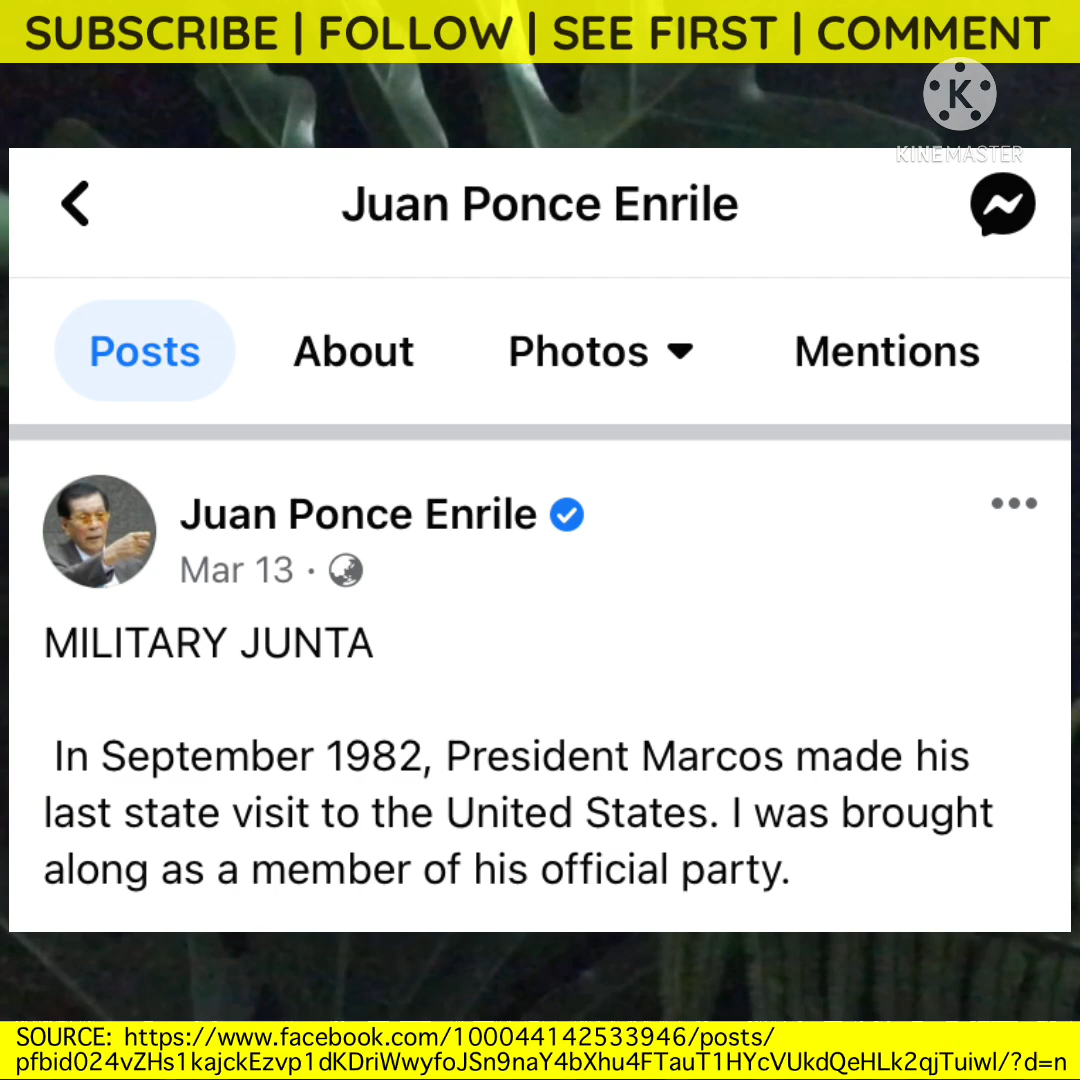 SUBSCRIBE | FOLLOW | SEE FIRST | COMMENT
K
KINEMASTER
Juan Ponce Enrile
Posts About Photos Mentions
Juan Ponce Enrile
Mar 13 ·
MILITARY JUNTA
In September 1982, President Marcos made his
last state visit to the United States. I was brought
along as a member of his official party.
SOURCE: https://www.facebook.com/100044142533946/posts/
pfbid024vZHs1kajckEzvp1dKDriWwyfoJSn9naY4bXhu4FTauT1HYcVUkdQeHLk2qjTuiwl/?d=n